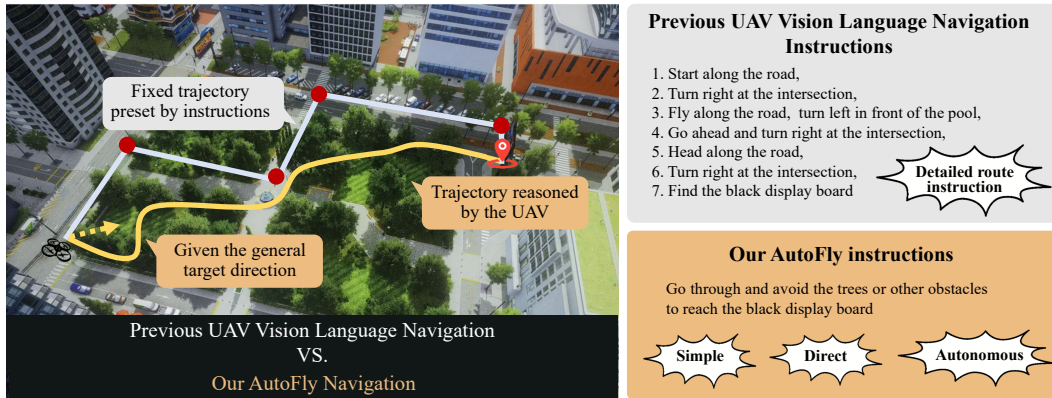 Fixed trajectory
preset by instructions
Trajectory reasoned
by the UAV
Given the general
target direction
Previous UAV Vision Language Navigation
VS.
Our AutoFly Navigation
Previous UAV Vision Language Navigation
Instructions
1. Start along the road,
2. Turn right at the intersection,
3. Fly along the road, turn left in front of the pool,
4. Go ahead and turn right at the intersection,
5. Head along the road,
6. Turn right at the intersection,
7. Find the black display board
Detailed route
instruction
Our AutoFly instructions
Go through and avoid the trees or other obstacles
to reach the black display board
Simple
Direct
Autonomous